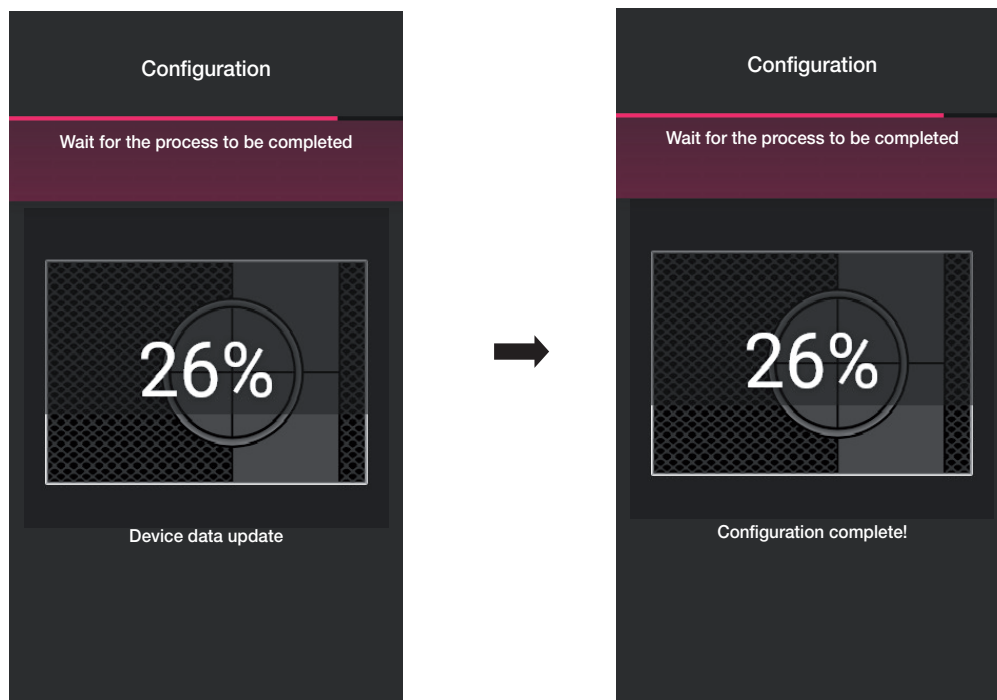 Configuration
Wait for the process to be completed
26%
Device data update
Configuration
Wait for the process to be completed
26%
Configuration complete!